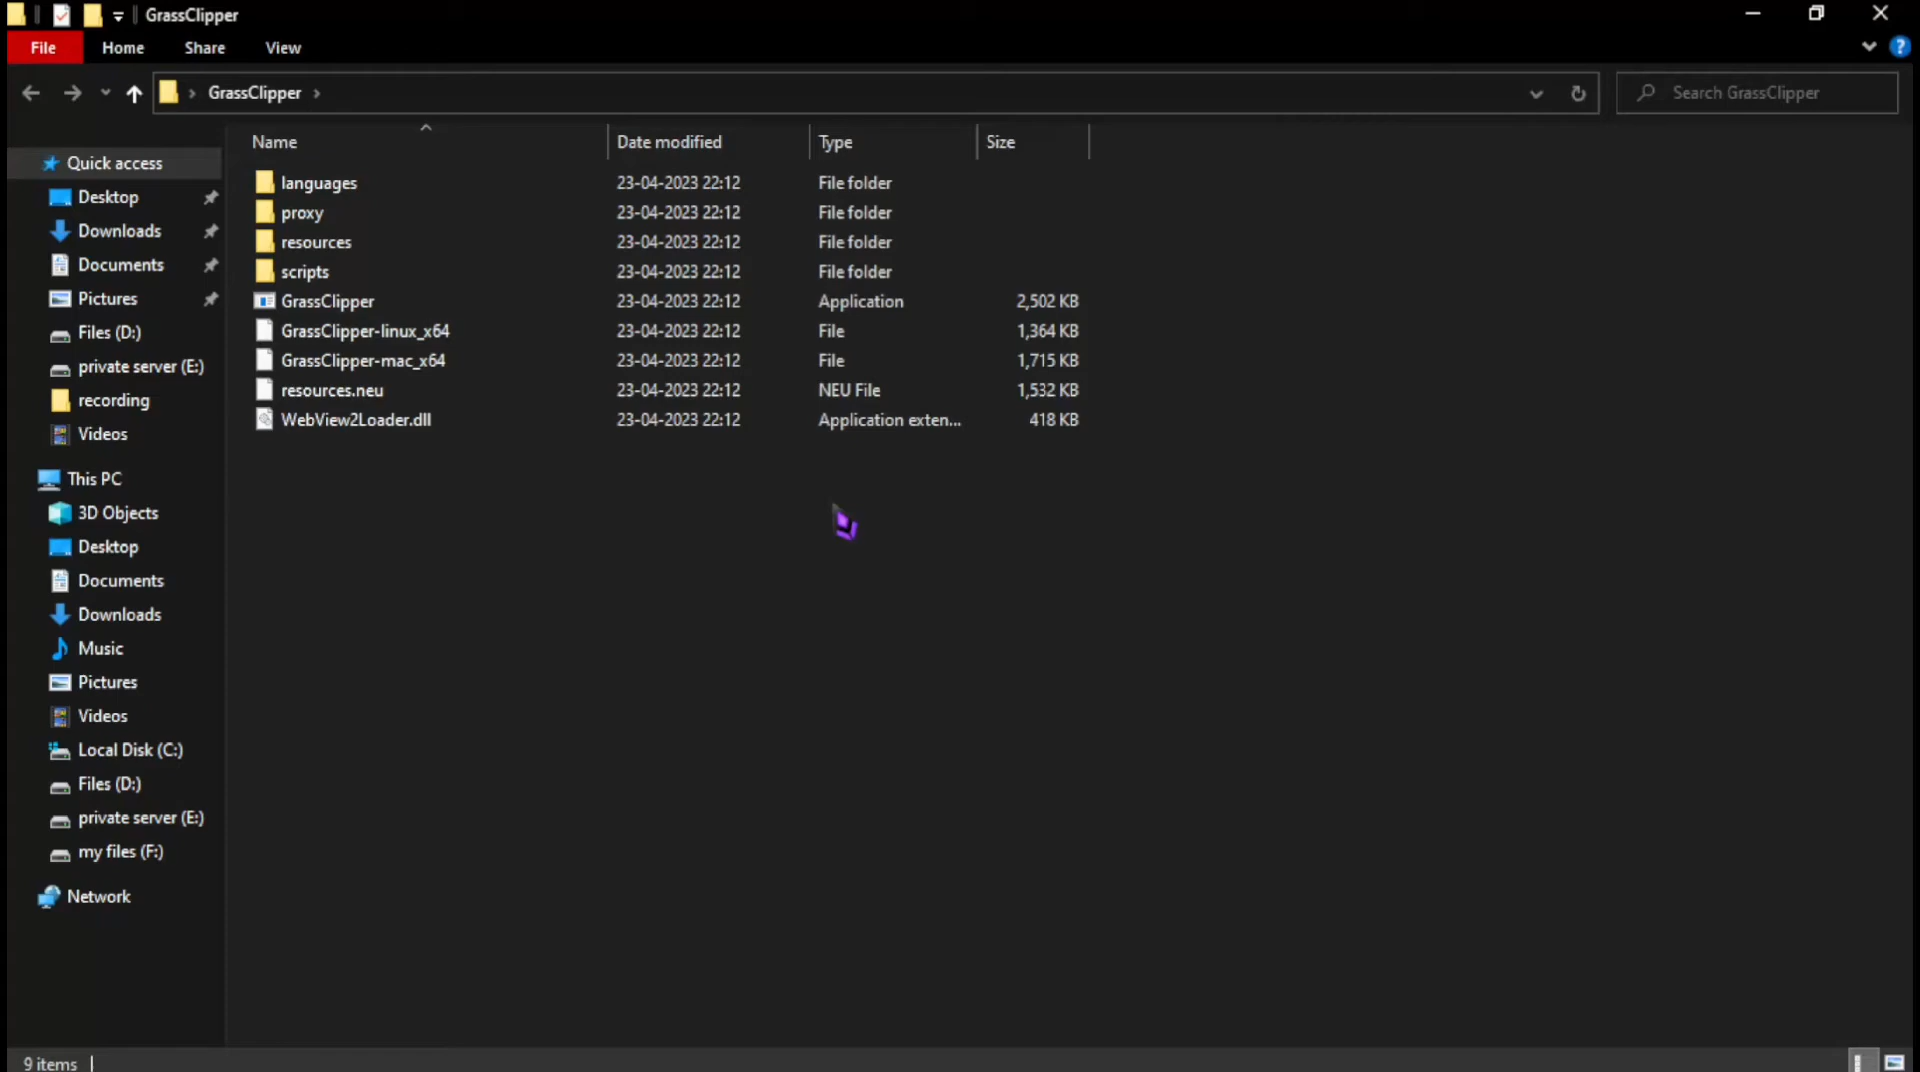 GrassClipper
File Home Share View
GrassClipper Search GrassClipper
Name Date modified Type Size
Quick access
Desktop
Downloads
Documents
Pictures
Files (D:)
private server (E:)
recording
Videos
This PC
3D Objects
Desktop
Documents
Downloads
Music
Pictures
Videos
Local Disk (C:)
Files (D:)
private server (E:)
my files (F:)
Network
languages 23-04-2023 22:12 File folder
proxy 23-04-2023 22:12 File folder
resources 23-04-2023 22:12 File folder
scripts 23-04-2023 22:12 File folder
GrassClipper 23-04-2023 22:12 Application 2,502 KB
GrassClipper-linux_x64 23-04-2023 22:12 File 1,364 KB
GrassClipper-mac_x64 23-04-2023 22:12 File 1,715 KB
resources.neu 23-04-2023 22:12 NEU File 1,532 KB
WebView2Loader.dll 23-04-2023 22:12 Application exten... 418 KB
9 items